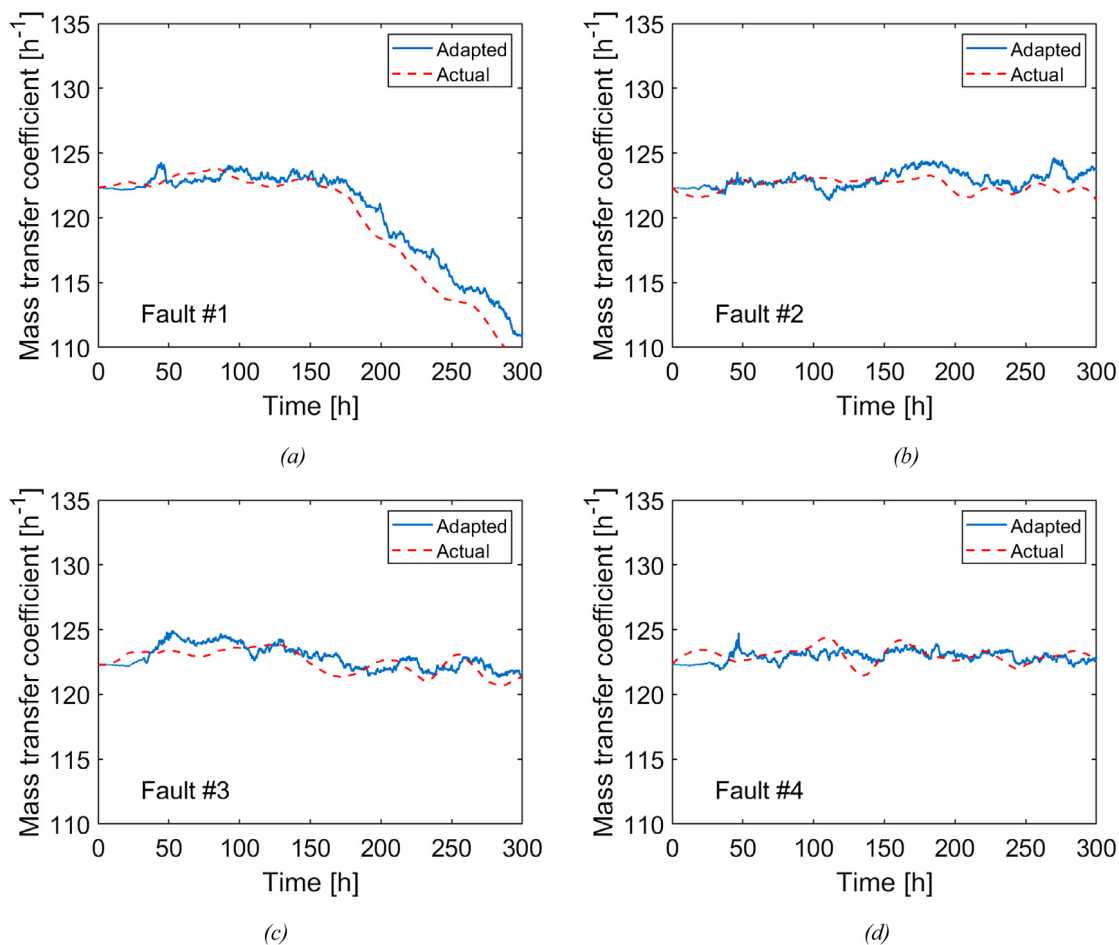 Mass transfer coefficient [h⁻¹]
135
130
125
120
115
110
Adapted
Actual
Fault #1
0 50 100 150 200 250 300
Time [h]
(a)
Mass transfer coefficient [h⁻¹]
135
130
125
120
115
110
Adapted
Actual
Fault #2
0 50 100 150 200 250 300
Time [h]
(b)
Mass transfer coefficient [h⁻¹]
135
130
125
120
115
110
Adapted
Actual
Fault #3
0 50 100 150 200 250 300
Time [h]
(c)
Mass transfer coefficient [h⁻¹]
135
130
125
120
115
110
Adapted
Actual
Fault #4
0 50 100 150 200 250 300
Time [h]
(d)